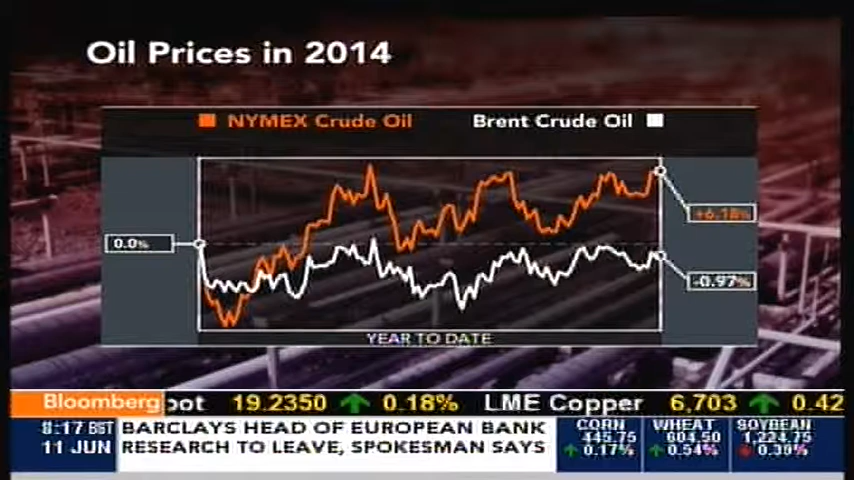 Oil Prices in 2014
NYMEX Crude Oil
Brent Crude Oil
0.0%
+6.18%
-0.97%
YEAR TO DATE
Bloomberg
pot 19.2350 0.18% LME Copper 6,703 0.42
8:17 BST
11 JUN
BARCLAYS HEAD OF EUROPEAN BANK
RESEARCH TO LEAVE, SPOKESMAN SAYS
CORN
445.75
0.17%
WHEAT
604.50
0.54%
SOYBEAN
1,224.75
0.39%